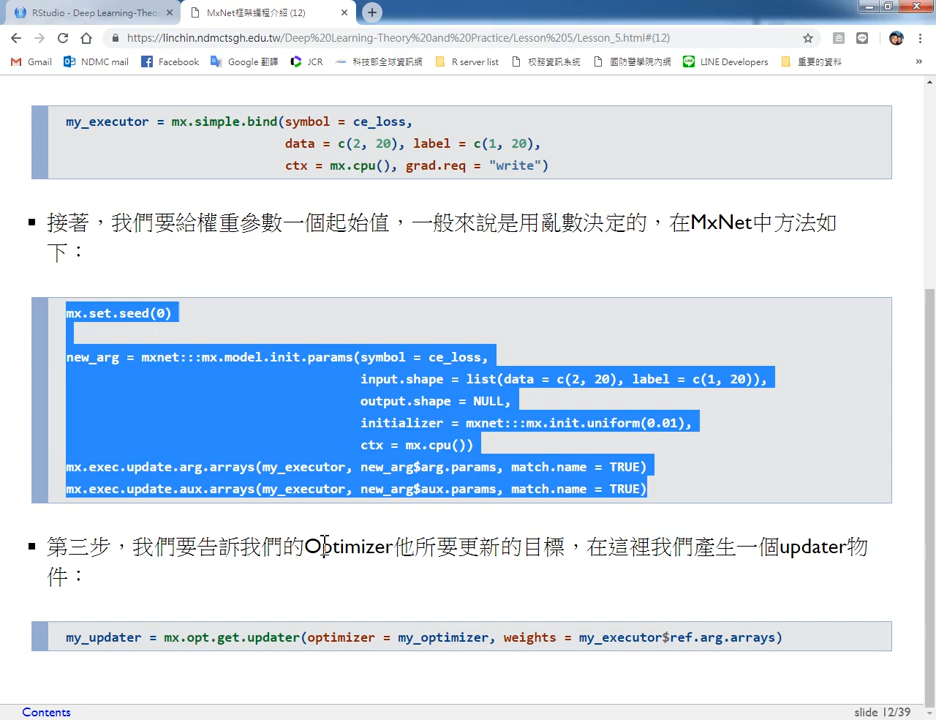 RStudio - Deep Learning-Theo
MxNet框架編程介紹 (12)
https://linchin.ndmctsgh.edu.tw/Deep%20Learning-Theory%20and%20Practice/Lesson%205/Lesson_5.html#(12)
Gmail NDMC mail Facebook Google 翻譯 JCR 科技部全球資訊網 R server list 校務資訊系統 國防醫學院內網 LINE Developers 重要的資料 »
my_executor = mx.simple.bind(symbol = ce_loss,
data = c(2, 20), label = c(1, 20),
ctx = mx.cpu(), grad.req = "write")
接著，我們要給權重參數一個起始值，一般來說是用亂數決定的，在MxNet中方法如
下：
mx.set.seed(0)
new_arg = mxnet:::mx.model.init.params(symbol = ce_loss,
input.shape = list(data = c(2, 20), label = c(1, 20)),
output.shape = NULL,
initializer = mxnet:::mx.init.uniform(0.01),
ctx = mx.cpu())
mx.exec.update.arg.arrays(my_executor, new_arg$arg.params, match.name = TRUE)
mx.exec.update.aux.arrays(my_executor, new_arg$aux.params, match.name = TRUE)
第三步，我們要告訴我們的Optimizer他所要更新的目標，在這裡我們產生一個updater物
件：
my_updater = mx.opt.get.updater(optimizer = my_optimizer, weights = my_executor$ref.arg.arrays)
Contents
slide 12/39